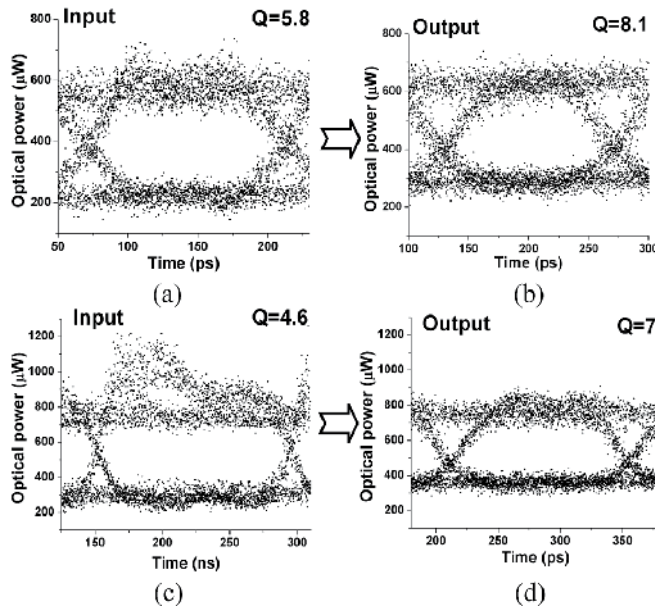 Input Q=5.8
Optical power (µW)
800
600
400
200
50 100 150 200
Time (ps)
(a)
Output Q=8.1
Optical power (µW)
800
600
400
200
100 150 200 250 300
Time (ps)
(b)
Input Q=4.6
Optical power (µW)
1200
1000
800
600
400
200
150 200 250 300
Time (ns)
(c)
Output Q=7
Optical power (µW)
1200
1000
800
600
400
200
200 250 300 350
Time (ps)
(d)